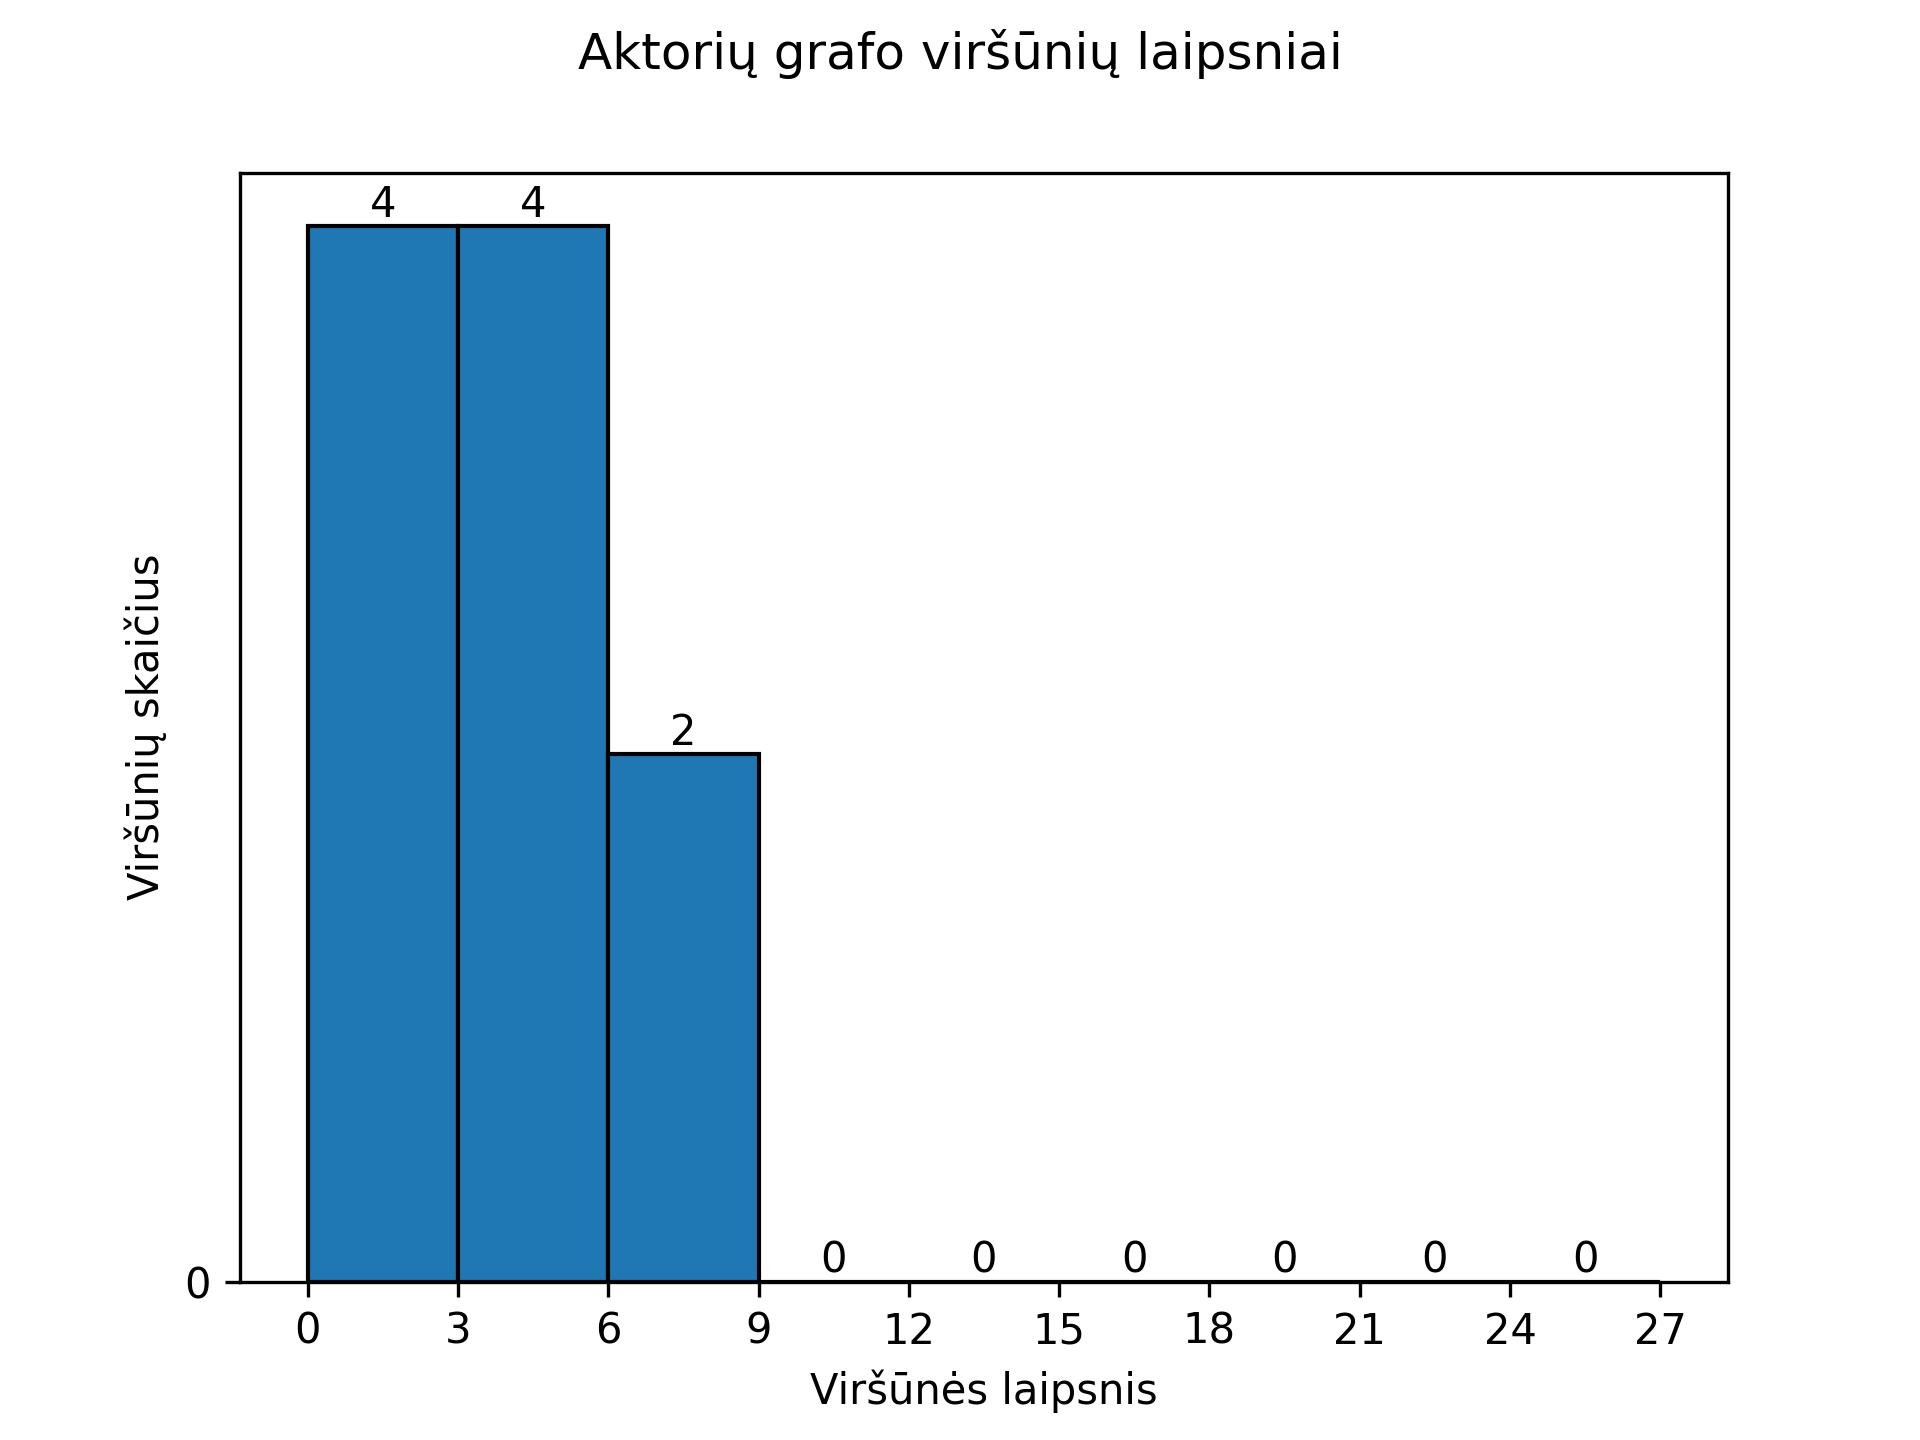 Aktorių grafo viršūnių laipsniai
4 4
2
Viršūnių skaičius
0 0 0 0 0 0
0
0 3 6 9 12 15 18 21 24 27
Viršūnės laipsnis